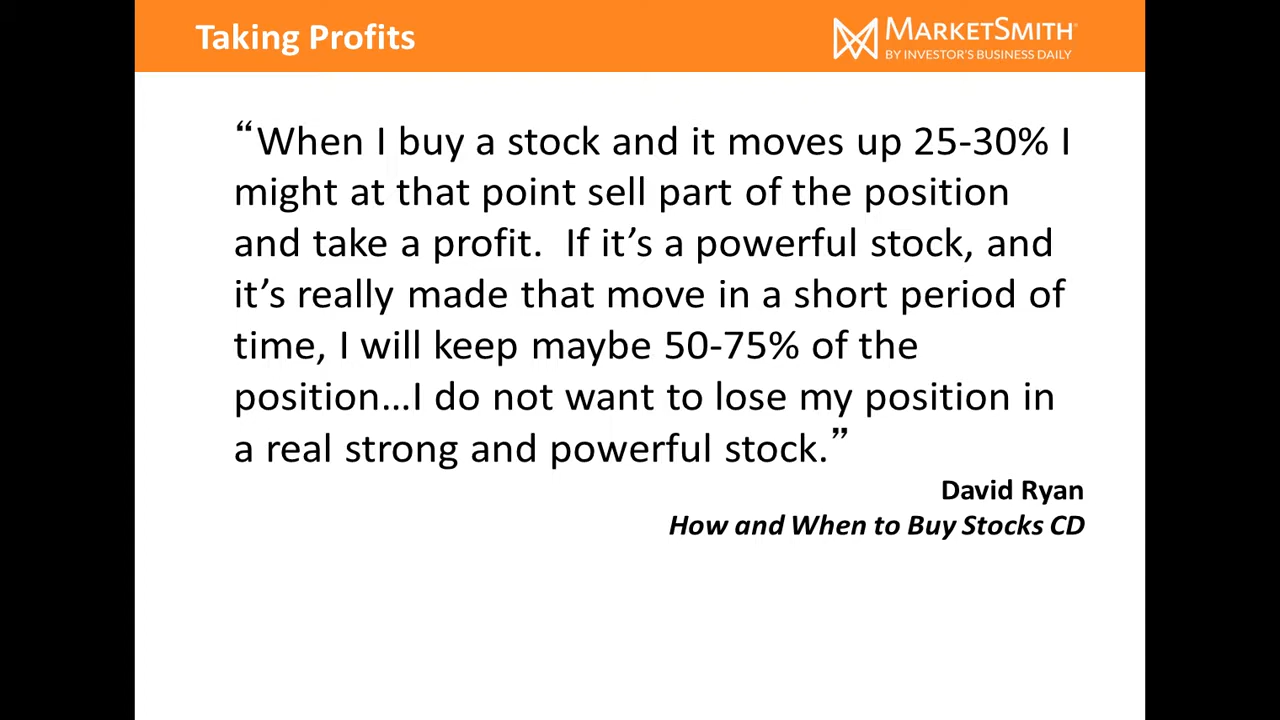 Taking Profits
MARKETSMITH®
BY INVESTOR'S BUSINESS DAILY
“When I buy a stock and it moves up 25-30% I
might at that point sell part of the position
and take a profit.  If it’s a powerful stock, and
it’s really made that move in a short period of
time, I will keep maybe 50-75% of the
position…I do not want to lose my position in
a real strong and powerful stock.”
David Ryan
How and When to Buy Stocks CD